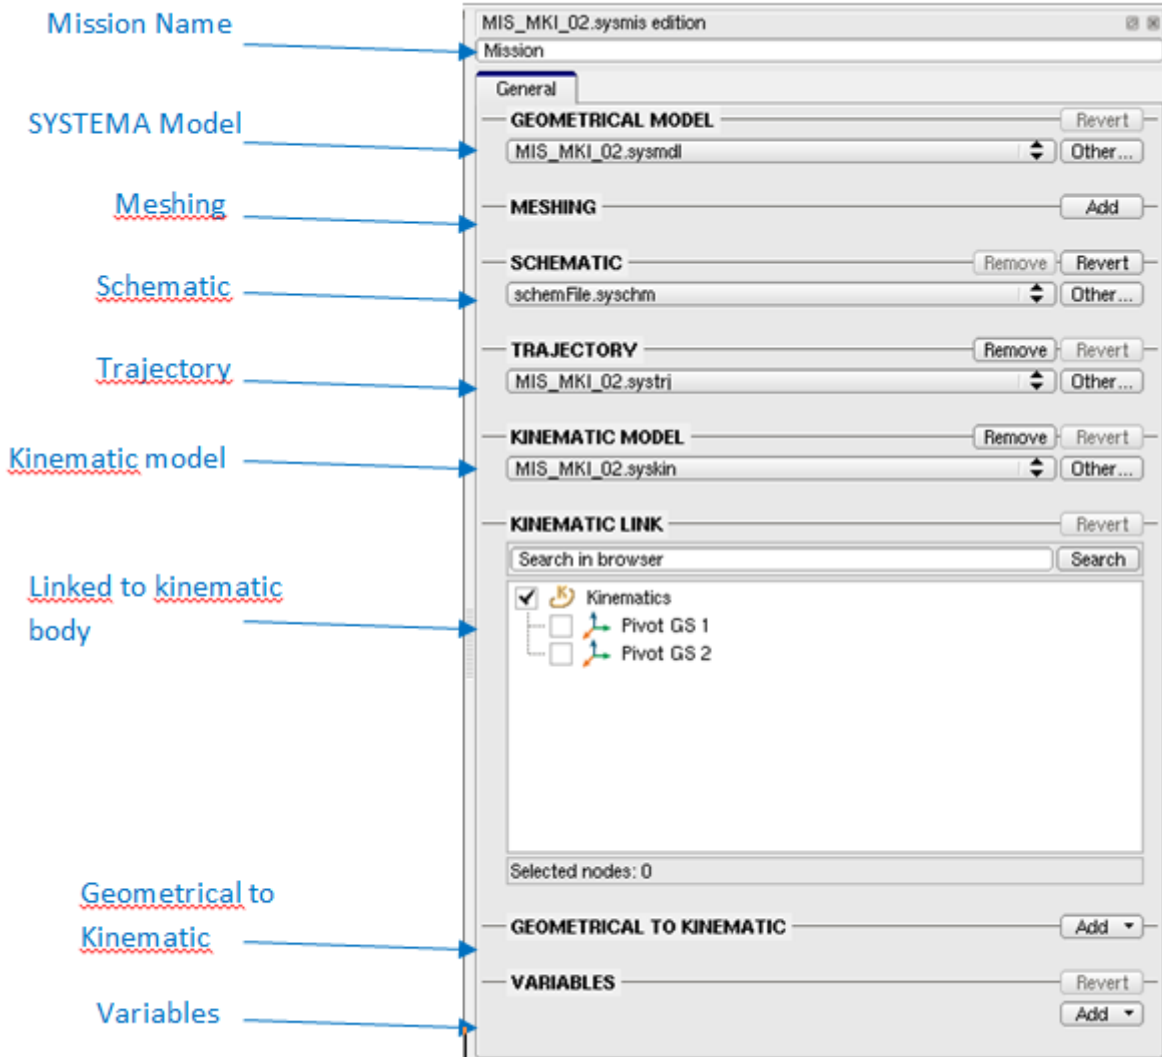 Mission Name
MIS_MKI_02.sysmis edition
Mission
General
SYSTEMA Model
GEOMETRICAL MODEL Revert
MIS_MKI_02.sysmdl Other...
Meshing
MESHING Add
Schematic
SCHEMATIC Remove Revert
schemFile.syschm Other...
Trajectory
TRAJECTORY Remove Revert
MIS_MKI_02.systrj Other...
Kinematic model
KINEMATIC MODEL Remove Revert
MIS_MKI_02.syskin Other...
KINEMATIC LINK Revert
Search in browser Search
Linked to kinematic
body
Kinematics
Pivot GS 1
Pivot GS 2
Selected nodes: 0
Geometrical to
Kinematic
GEOMETRICAL TO KINEMATIC Add
Variables
VARIABLES Revert
Add